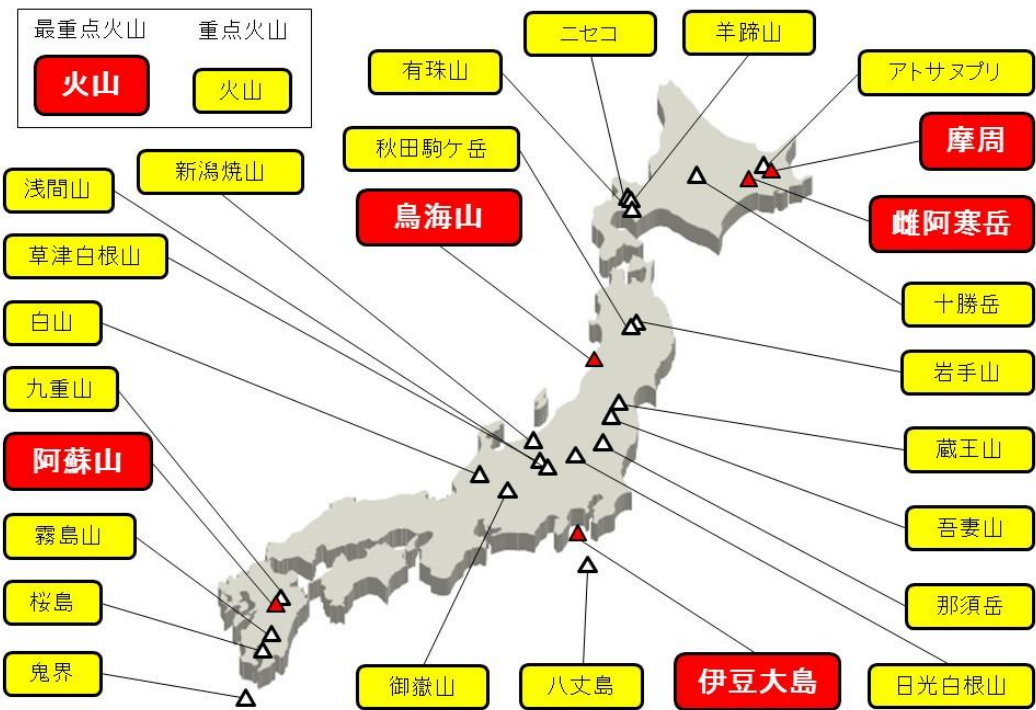 最重点火山
重点火山
火山
火山
ニセコ
羊蹄山
有珠山
アトサヌプリ
摩周
秋田駒ケ岳
新潟焼山
浅間山
鳥海山
雌阿寒岳
草津白根山
十勝岳
白山
岩手山
九重山
蔵王山
阿蘇山
吾妻山
霧島山
桜島
那須岳
鬼界
御嶽山
八丈島
伊豆大島
日光白根山